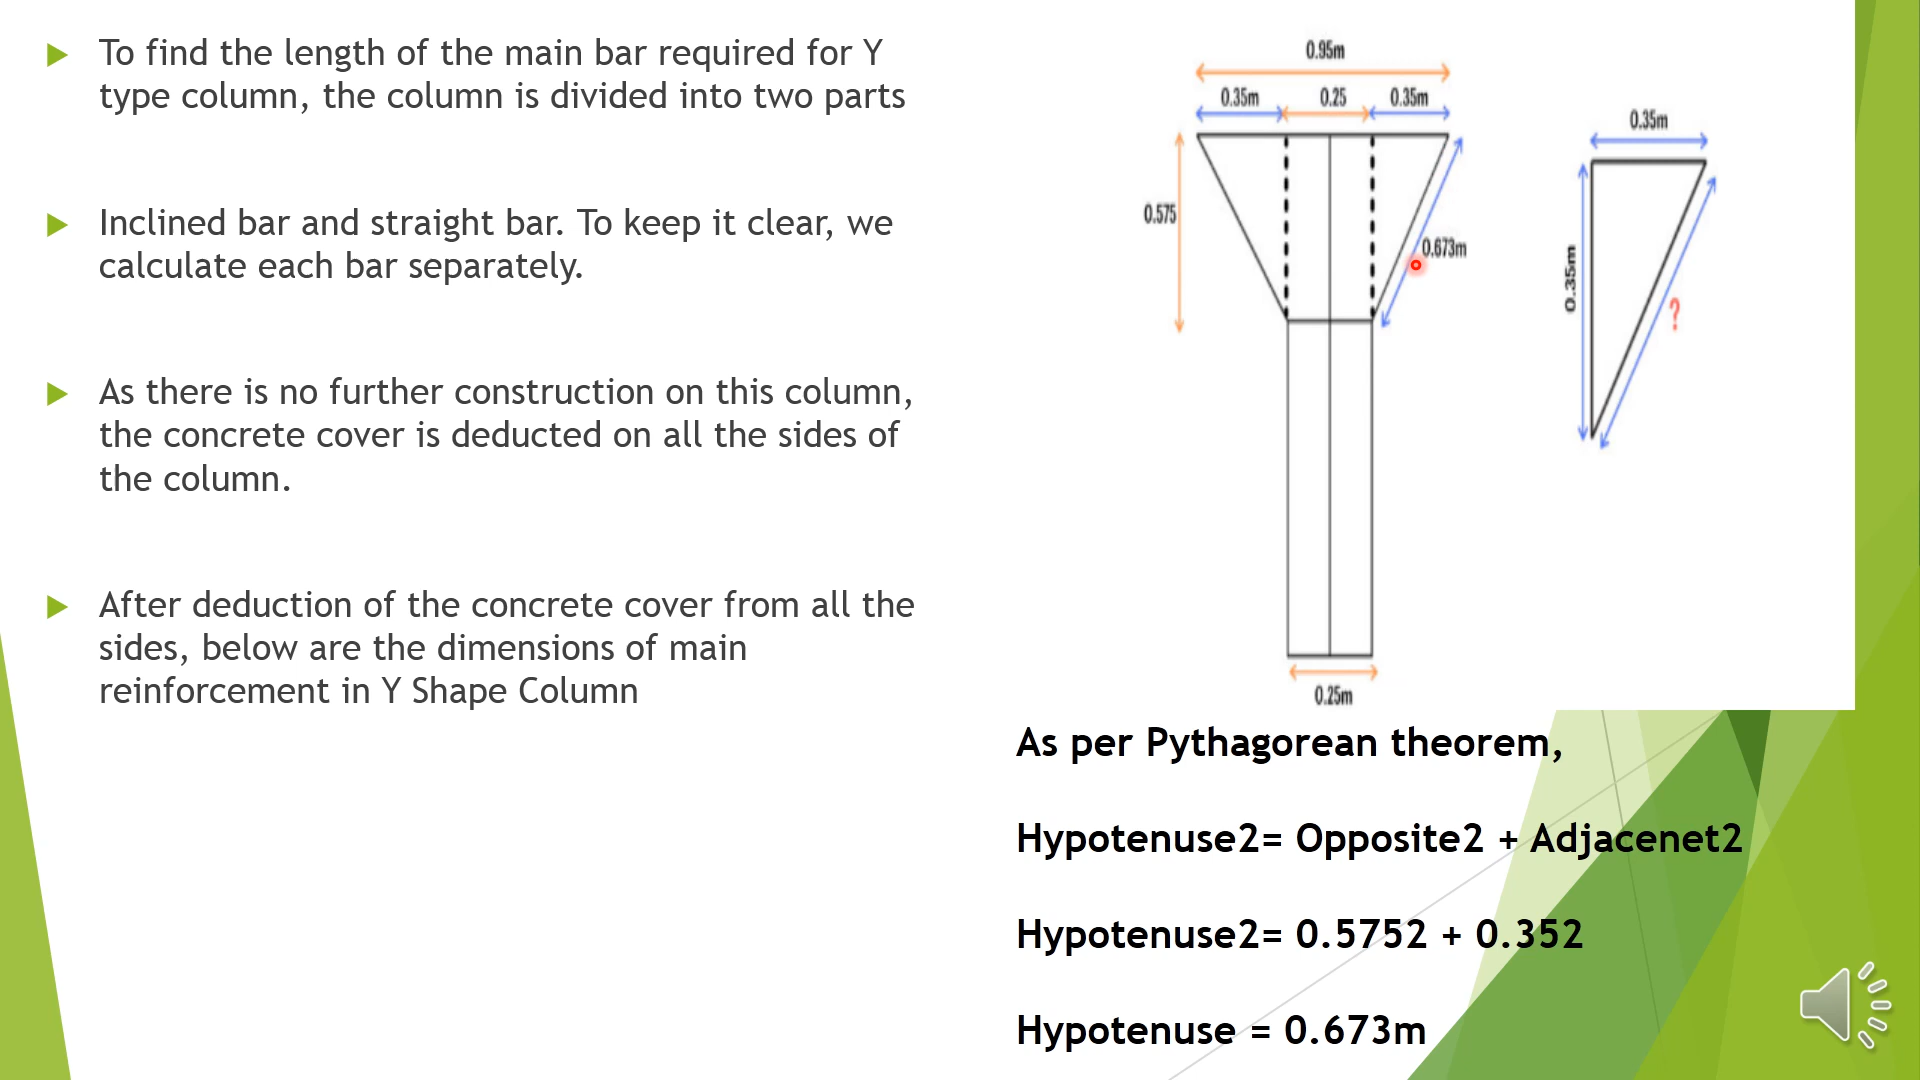 To find the length of the main bar required for Y
type column, the column is divided into two parts
Inclined bar and straight bar. To keep it clear, we
calculate each bar separately.
As there is no further construction on this column,
the concrete cover is deducted on all the sides of
the column.
After deduction of the concrete cover from all the
sides, below are the dimensions of main
reinforcement in Y Shape Column
0.95m
0.35m 0.25 0.35m
0.575
0.673m
0.25m
0.35m
0.35m
?
As per Pythagorean theorem,
Hypotenuse2= Opposite2 + Adjacenet2
Hypotenuse2= 0.5752 + 0.352
Hypotenuse = 0.673m